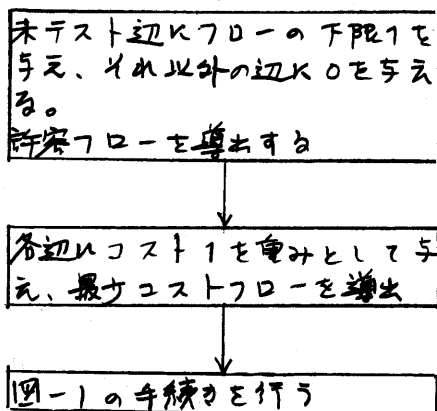 未テスト辺にフローの下限1を
与え、それ以外の辺に0を与え
る。
許容フローを導出する
各辺にコスト1を重みとして与
え、最少コストフローを導出
図-1の手続きを行う